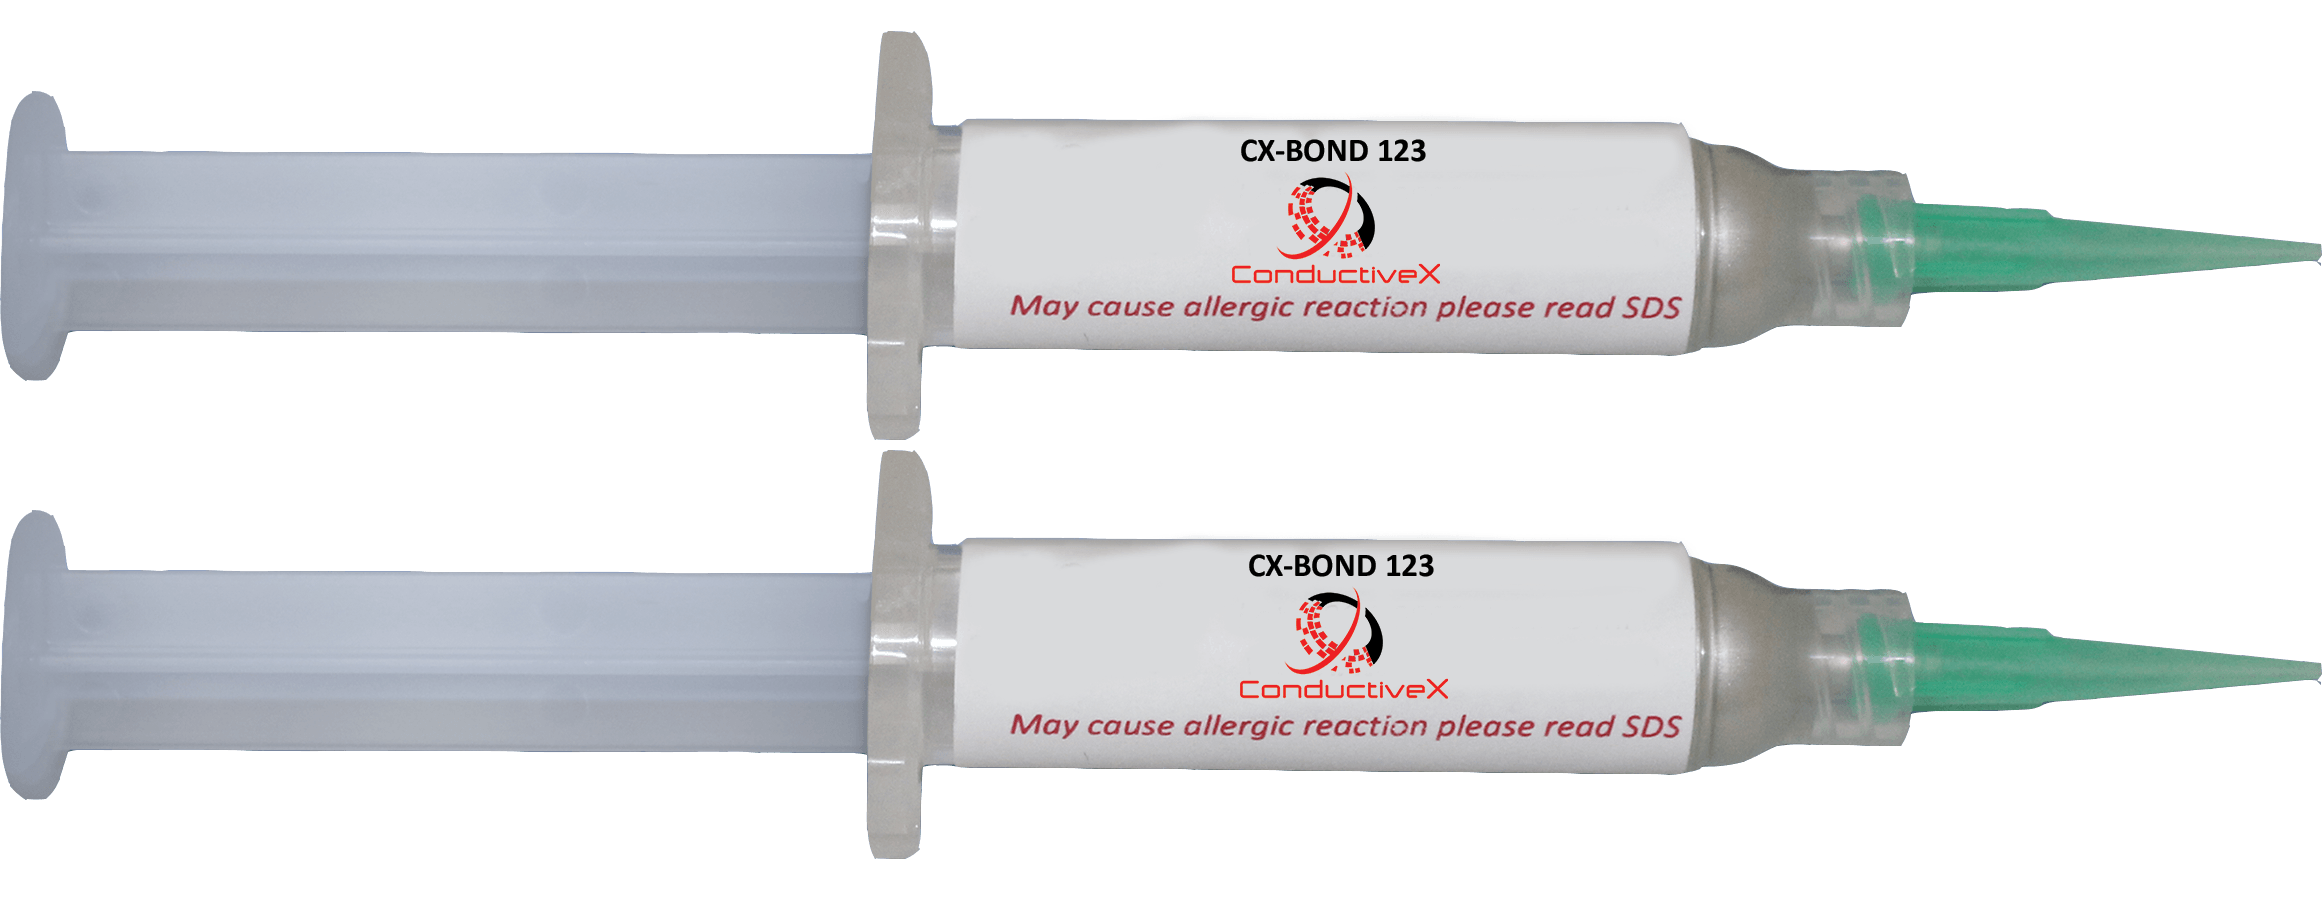 CX-BOND 123
ConductiveX
May cause allergic reaction please read SDS
CX-BOND 123
ConductiveX
May cause allergic reaction please read SDS